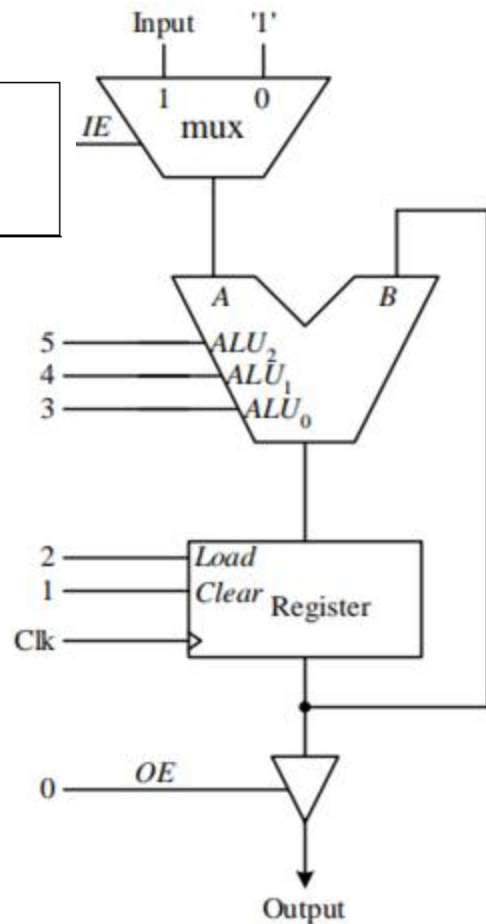 Input '1'
1 0
IE mux
A B
5 ALU2
4 ALU1
3 ALU0
2 Load
1 Clear Register
Clk
0 OE
Output